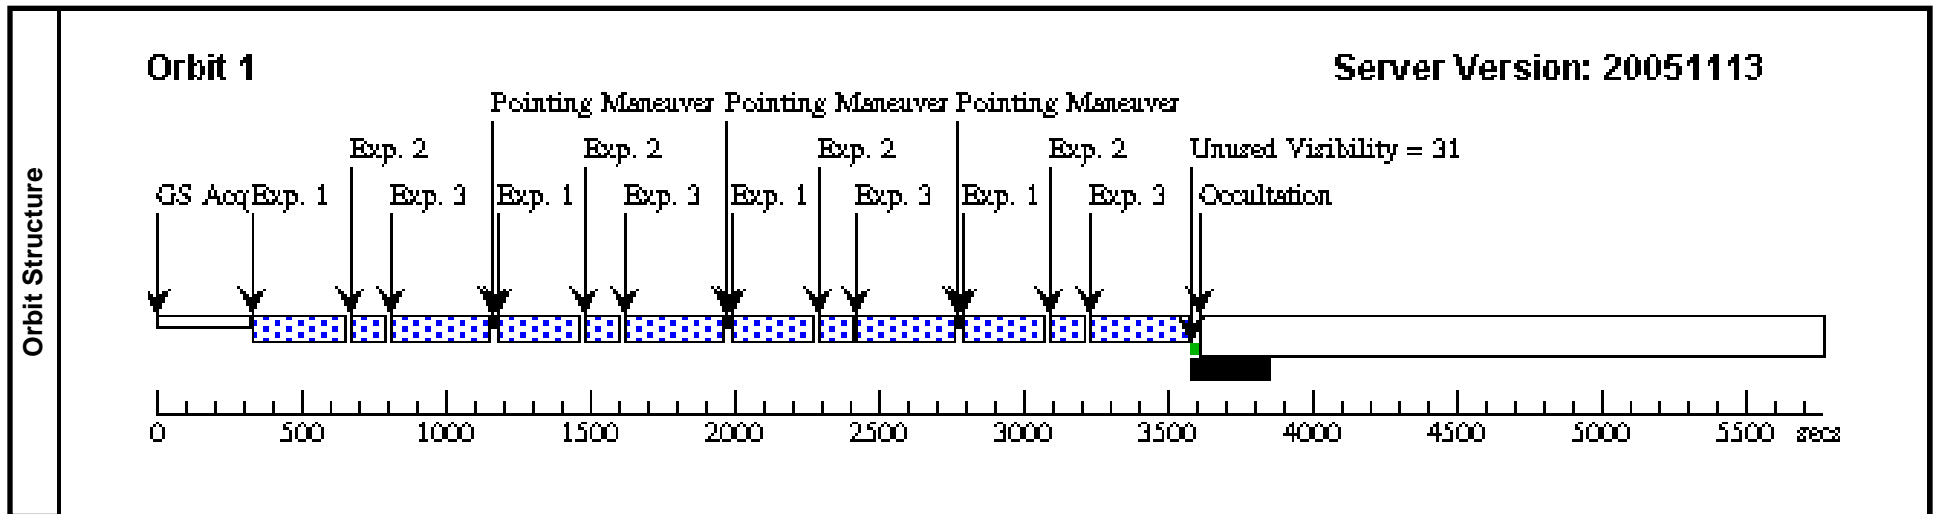 Orbit Structure
Orbit 1 Server Version: 20051113
Pointing Maneuver Pointing Maneuver Pointing Maneuver
Exp. 2 Exp. 2 Exp. 2 Exp. 2 Unused Visibility = 31
GS Acq Exp. 1 Exp. 3 Exp. 1 Exp. 3 Exp. 1 Exp. 3 Exp. 1 Exp. 3 Occultation
0 500 1000 1500 2000 2500 3000 3500 4000 4500 5000 5500 secs